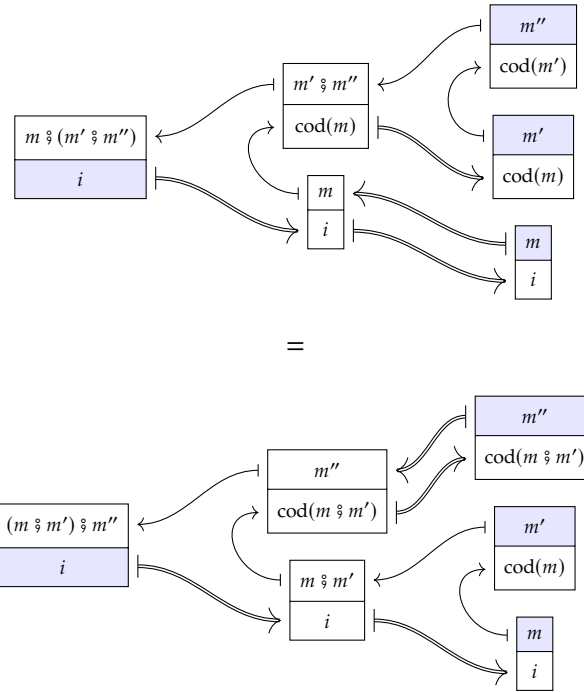 m″
cod(m′)
m′ ⨟ m″
cod(m)
m′
cod(m)
m ⨟ (m′ ⨟ m″)
i
m
i
m
i
=
m″
cod(m ⨟ m′)
m″
cod(m ⨟ m′)
(m ⨟ m′) ⨟ m″
i
m′
cod(m)
m ⨟ m′
i
m
i